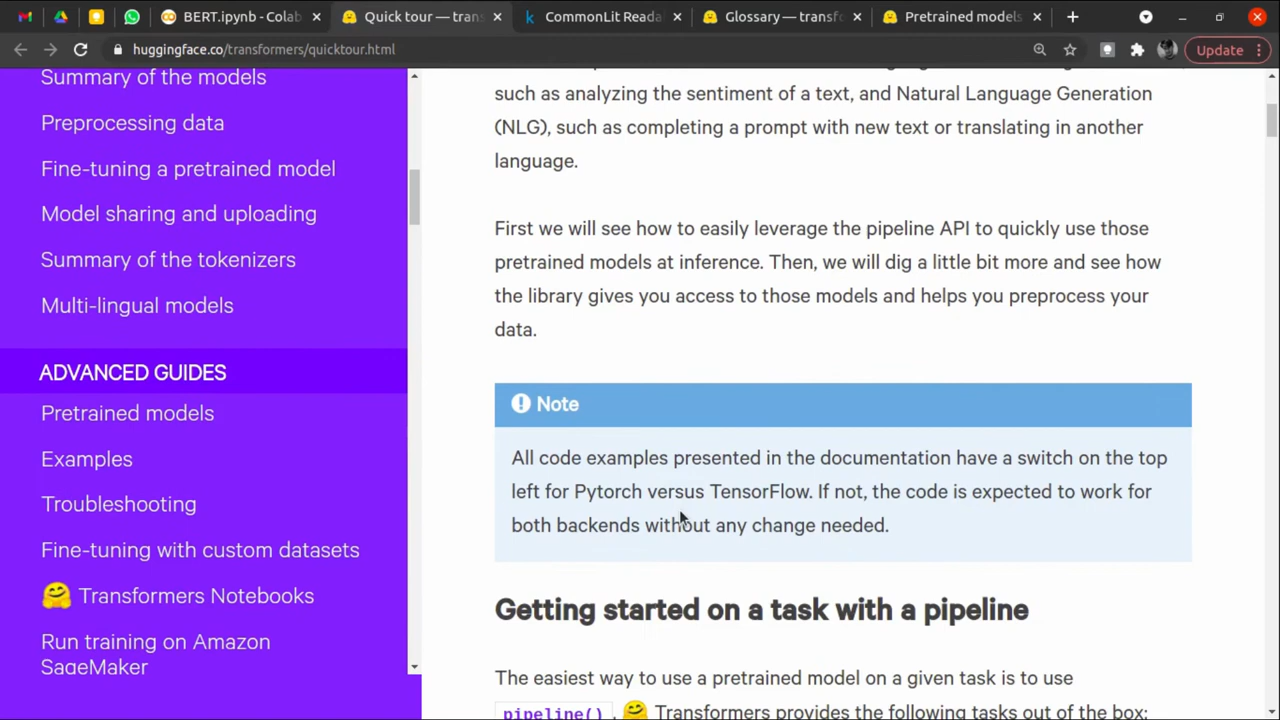 BERT.ipynb - Colab
Quick tour — trans
CommonLit Reada
Glossary — transfo
Pretrained models
huggingface.co/transformers/quicktour.html
Update
Summary of the models
Preprocessing data
Fine-tuning a pretrained model
Model sharing and uploading
Summary of the tokenizers
Multi-lingual models
ADVANCED GUIDES
Pretrained models
Examples
Troubleshooting
Fine-tuning with custom datasets
🤗 Transformers Notebooks
Run training on Amazon
SageMaker
such as analyzing the sentiment of a text, and Natural Language Generation
(NLG), such as completing a prompt with new text or translating in another
language.
First we will see how to easily leverage the pipeline API to quickly use those
pretrained models at inference. Then, we will dig a little bit more and see how
the library gives you access to those models and helps you preprocess your
data.
Note
All code examples presented in the documentation have a switch on the top
left for Pytorch versus TensorFlow. If not, the code is expected to work for
both backends without any change needed.
Getting started on a task with a pipeline
The easiest way to use a pretrained model on a given task is to use
pipeline(). 🤗 Transformers provides the following tasks out of the box: